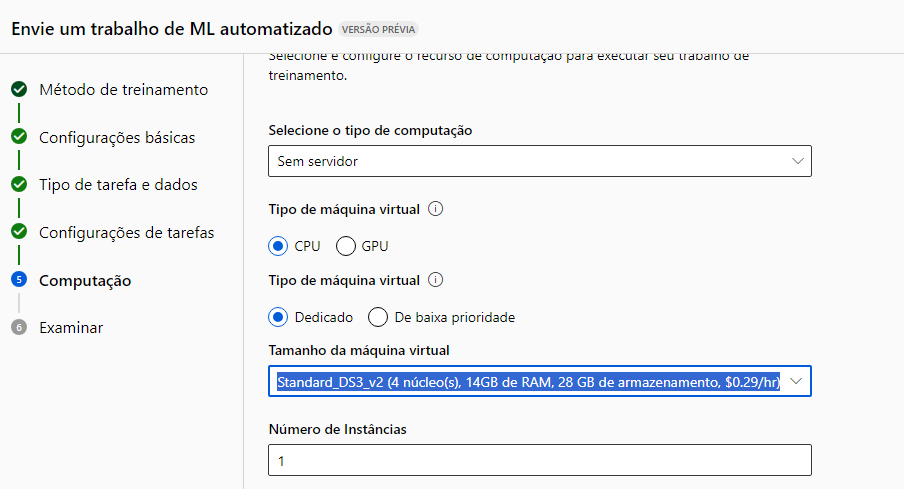 Envie um trabalho de ML automatizado VERSÃO PRÉVIA
Método de treinamento
Configurações básicas
Tipo de tarefa e dados
Configurações de tarefas
5 Computação
6 Examinar
Selecione e configure o recurso de computação para executar seu trabalho de
treinamento.
Selecione o tipo de computação
Sem servidor
Tipo de máquina virtual
CPU GPU
Tipo de máquina virtual
Dedicado De baixa prioridade
Tamanho da máquina virtual
Standard_DS3_v2 (4 núcleo(s), 14GB de RAM, 28 GB de armazenamento, $0.29/hr)
Número de Instâncias
1